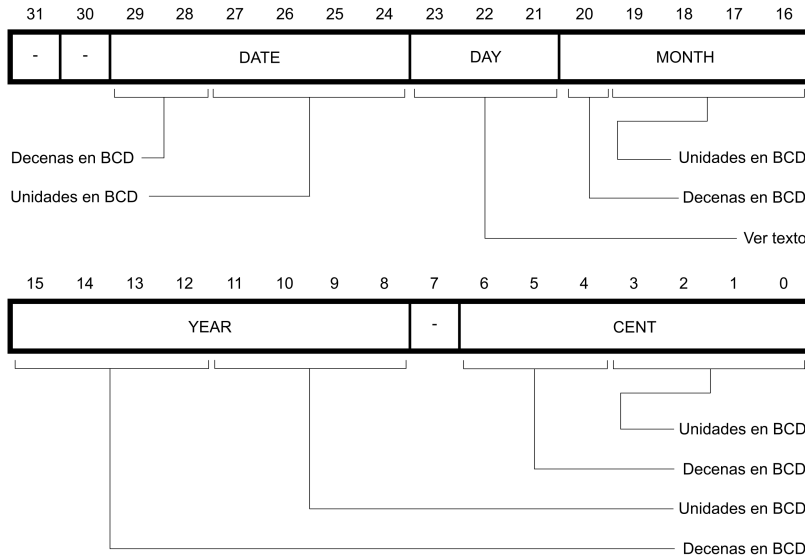 31 30 29 28 27 26 25 24 23 22 21 20 19 18 17 16
- - DATE DAY MONTH
Decenas en BCD
Unidades en BCD
Unidades en BCD
Decenas en BCD
Ver texto
15 14 13 12 11 10 9 8 7 6 5 4 3 2 1 0
YEAR - CENT
Unidades en BCD
Decenas en BCD
Unidades en BCD
Decenas en BCD